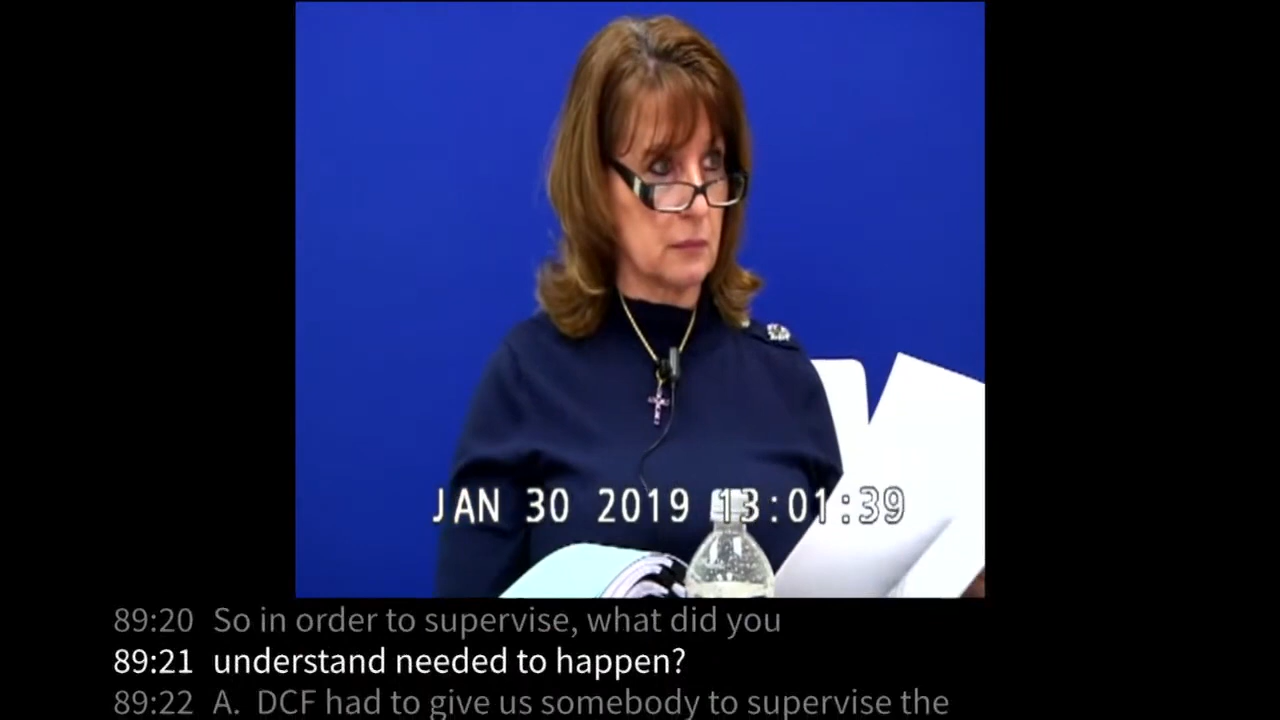 JAN 30 2019 13:01:39
89:20 So in order to supervise, what did you
89:21 understand needed to happen?
89:22 A. DCF had to give us somebody to supervise the